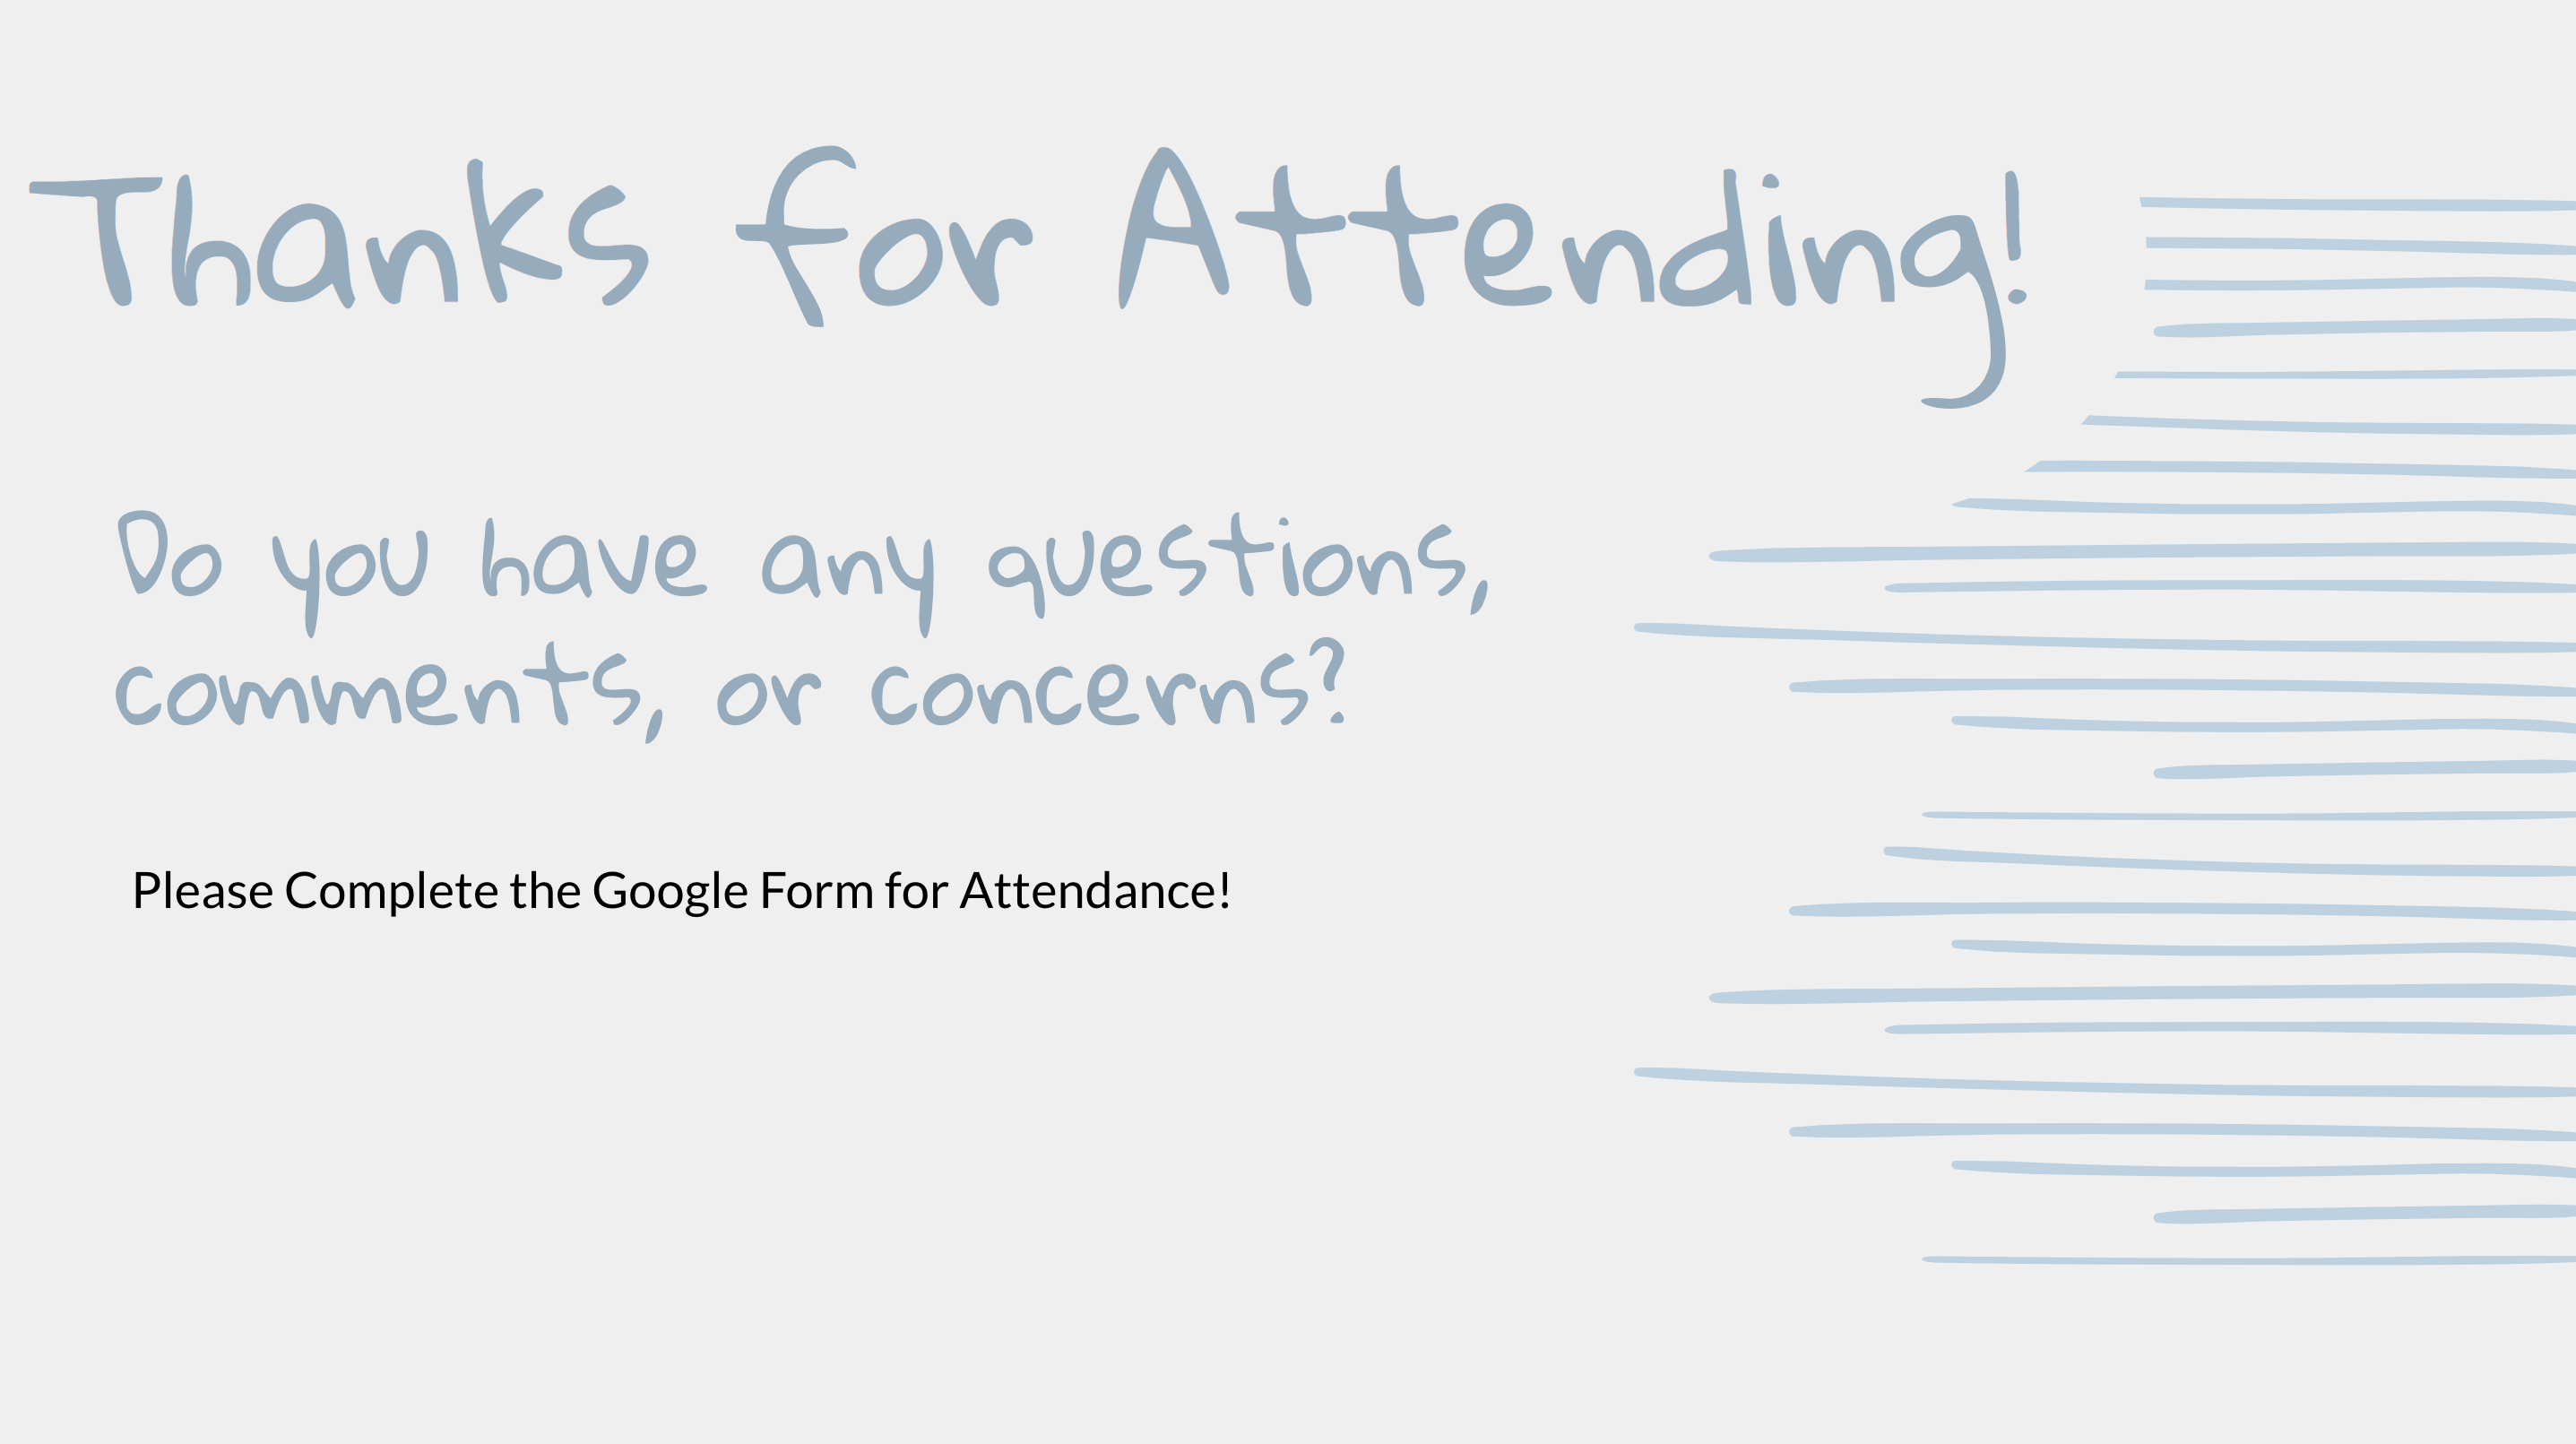 Thanks for Attending!
Do you have any questions,
comments, or concerns?
Please Complete the Google Form for Attendance!